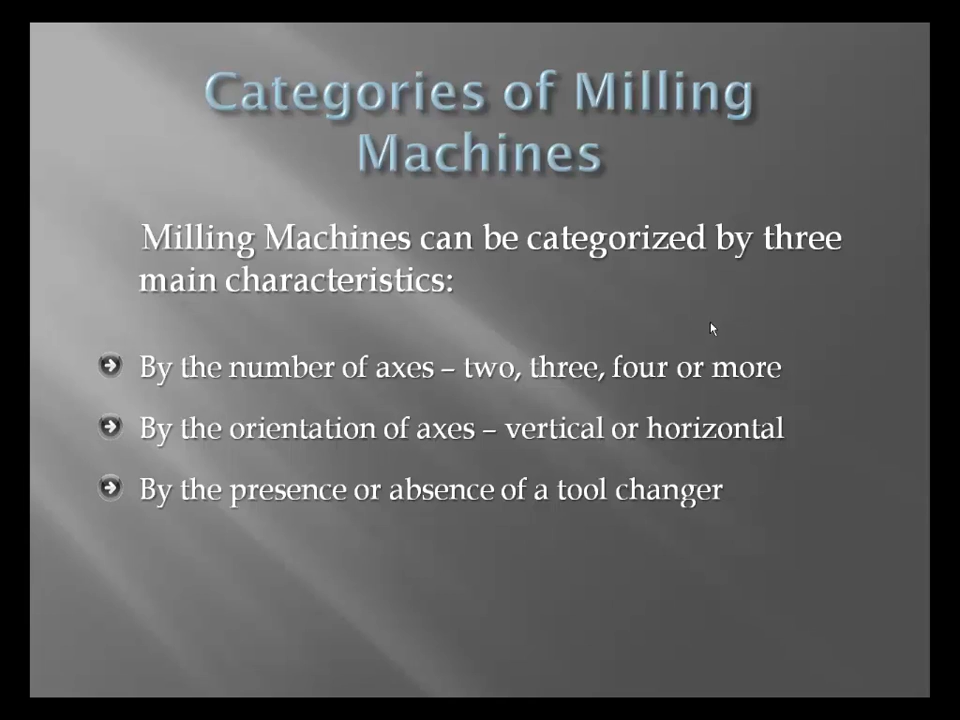 Categories of Milling
Machines
Milling Machines can be categorized by three
main characteristics:
By the number of axes – two, three, four or more
By the orientation of axes – vertical or horizontal
By the presence or absence of a tool changer